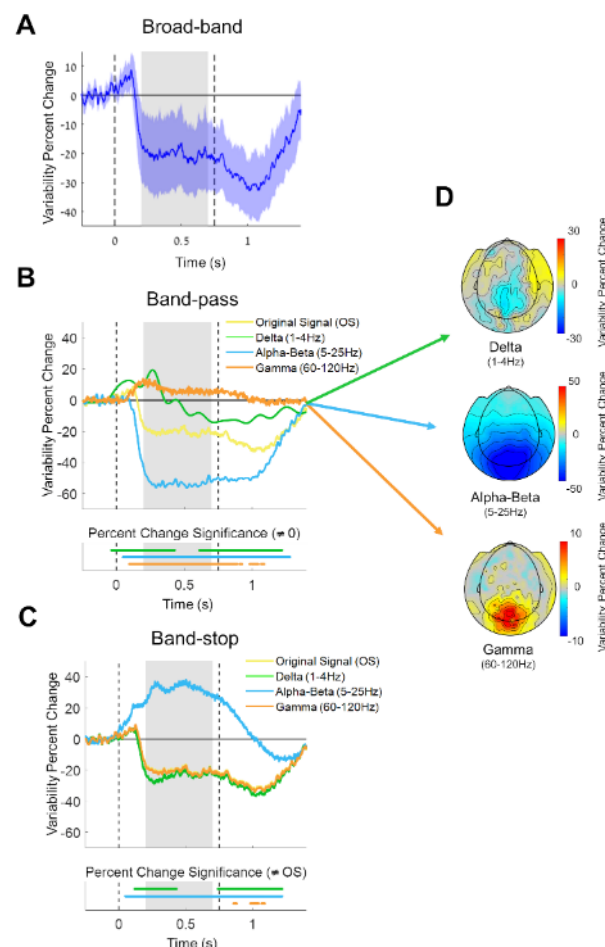 A
Broad-band
Variability Percent Change
10
0
-10
-20
-30
-40
0
0.5
1
Time (s)
B
Band-pass
Variability Percent Change
40
20
0
-20
-40
-60
Original Signal (OS)
Delta (1-4Hz)
Alpha-Beta (5-25Hz)
Gamma (60-120Hz)
Percent Change Significance (≠ 0)
0
0.5
1
Time (s)
C
Band-stop
Variability Percent Change
40
20
0
-20
-40
-60
Original Signal (OS)
Delta (1-4Hz)
Alpha-Beta (5-25Hz)
Gamma (60-120Hz)
Percent Change Significance (≠ OS)
0
0.5
1
Time (s)
D
30
0
-30
Variability Percent Change
Delta
(1-4Hz)
50
0
-50
Variability Percent Change
Alpha-Beta
(5-25Hz)
10
0
-10
Variability Percent Change
Gamma
(60-120Hz)